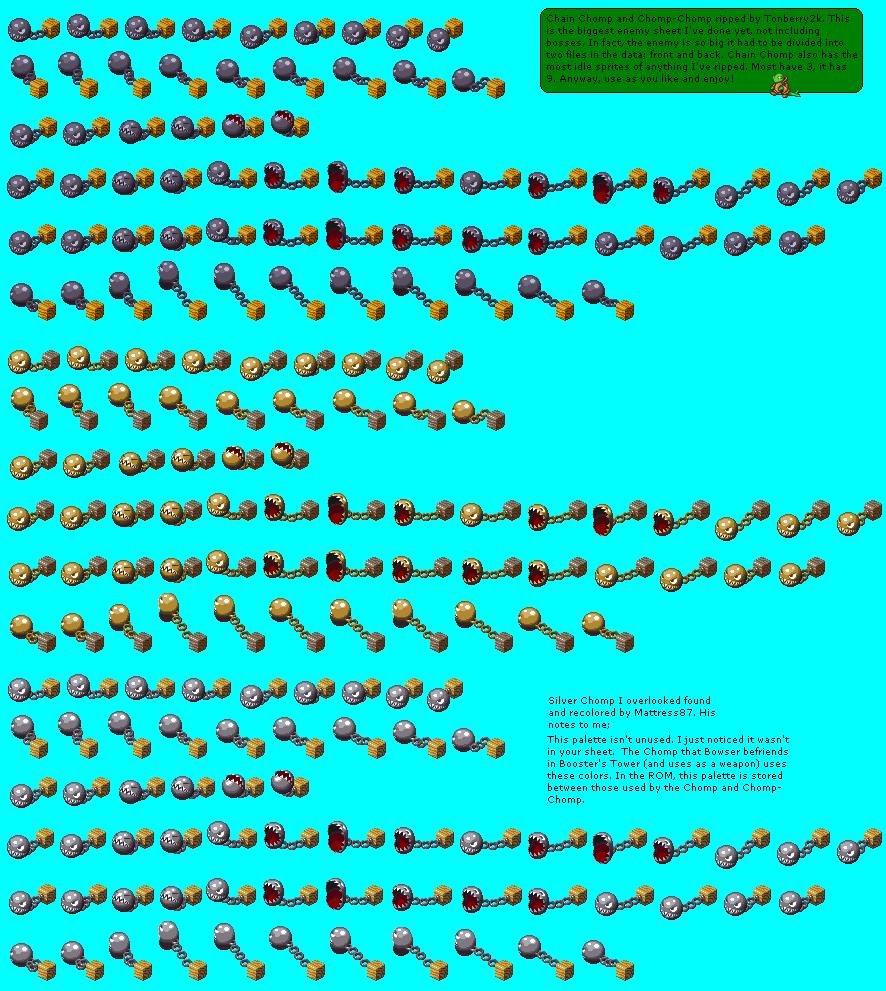 Chain Chomp and Chomp-Chomp ripped by Tonberry2k. This
is the biggest enemy sheet I've done yet, not including
bosses. In fact, the enemy is so big it had to be divided into
two files in the data: front and back. Chain Chomp also has the
most idle sprites of anything I've ripped. Most have 3, it has
9. Anyway, use as you like and enjoy!
Silver Chomp I overlooked found
and recolored by Mattress87. His
notes to me;
This palette isn't unused. I just noticed it wasn't
in your sheet. The Chomp that Bowser befriends
in Booster's Tower (and uses as a weapon) uses
these colors. In the ROM, this palette is stored
between those used by the Chomp and Chomp-
Chomp.